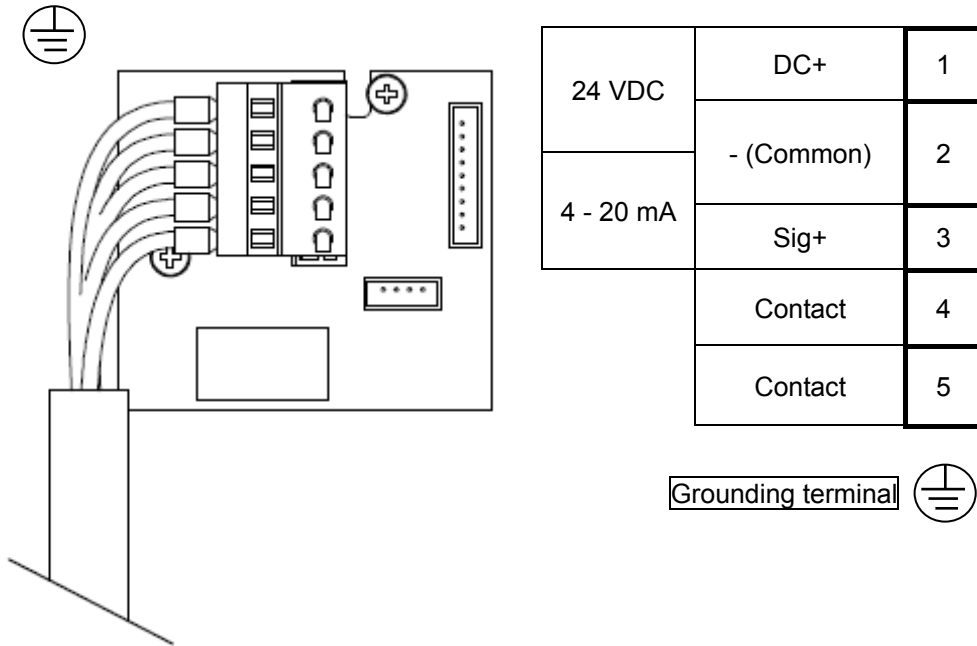 24 VDC
DC+
1
- (Common)
2
4 - 20 mA
Sig+
3
Contact
4
Contact
5
Grounding terminal